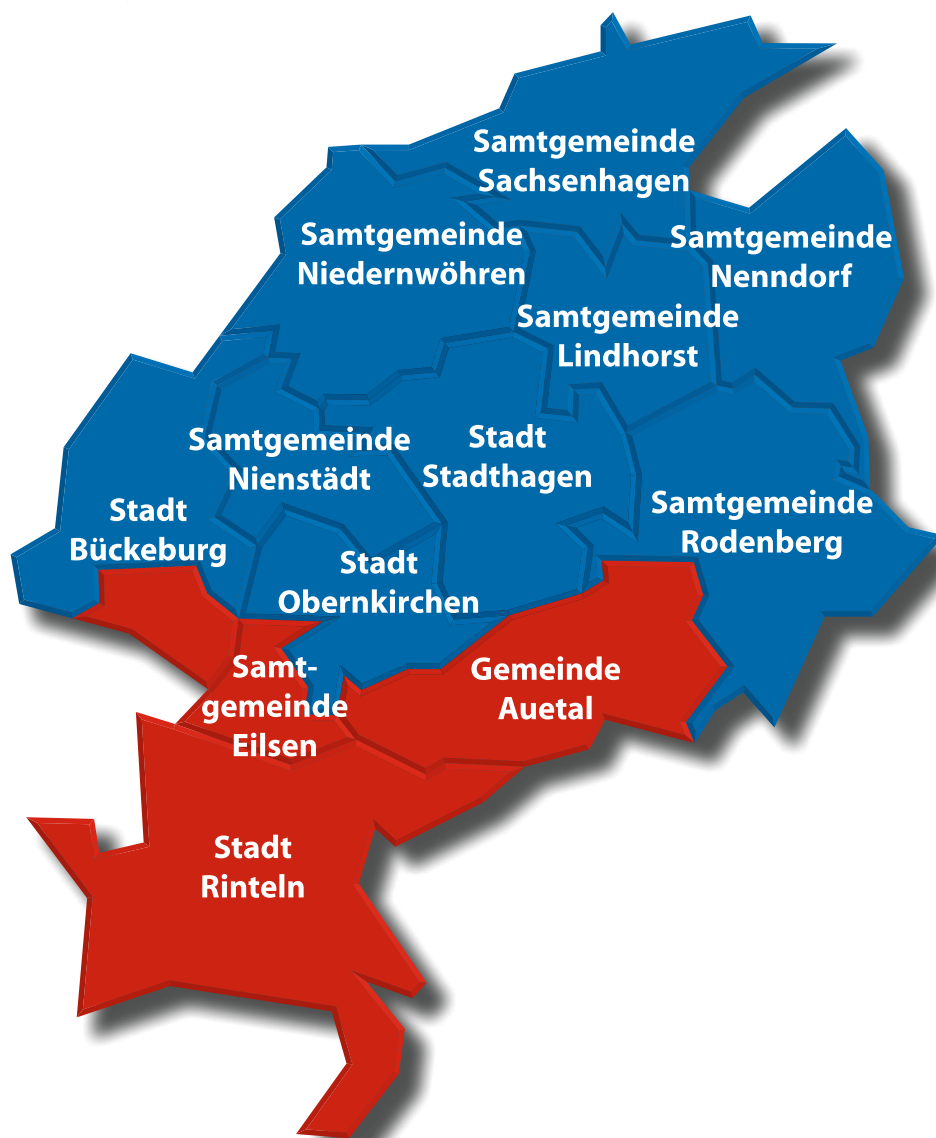 Samtgemeinde
Sachsenhagen
Samtgemeinde
Niedernwöhren
Samtgemeinde
Nenndorf
Samtgemeinde
Lindhorst
Samtgemeinde
Nienstädt
Stadt
Stadthagen
Stadt
Bückeburg
Samtgemeinde
Rodenberg
Stadt
Obernkirchen
Samt-
gemeinde
Eilsen
Gemeinde
Auetal
Stadt
Rinteln